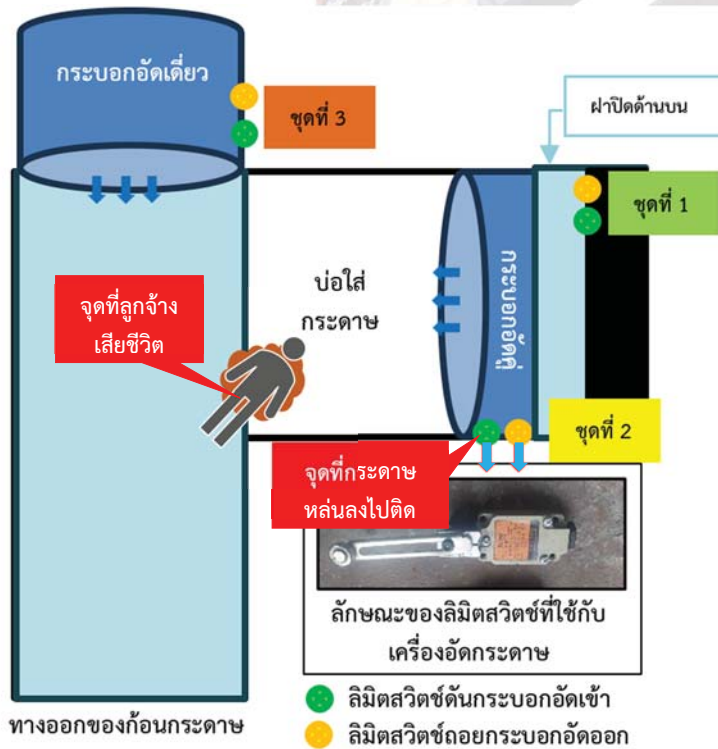 กระบอกอัดเดี่ยว
ชุดที่ 3
ฝาปิดด้านบน
ชุดที่ 1
บ่อใส่
กระดาษ
กระบอกอัดคู่
จุดที่ลูกจ้าง
เสียชีวิต
ชุดที่ 2
จุดที่กระดาษ
หล่นลงไปติด
ลักษณะของลิมิตสวิตช์ที่ใช้กับ
เครื่องอัดกระดาษ
ลิมิตสวิตช์ดันกระบอกอัดเข้า
ทางออกของก้อนกระดาษ
ลิมิตสวิตช์ถอยกระบอกอัดออก